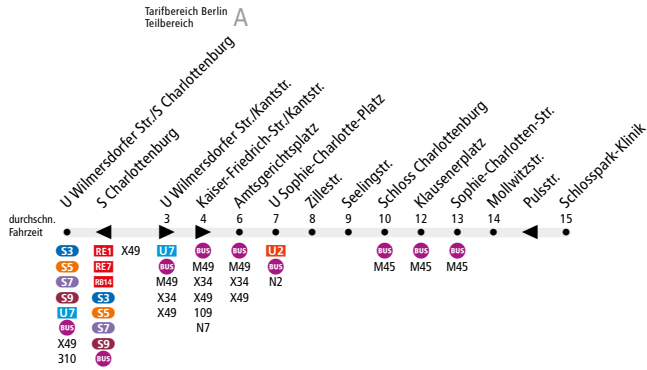 Tarifbereich Berlin
Teilbereich
A
U Wilmersdorfer Str./S Charlottenburg
S Charlottenburg
U Wilmersdorfer Str./Kantstr.
Kaiser-Friedrich-Str./Kantstr.
Amtsgerichtsplatz
U Sophie-Charlotte-Platz
Zillestr.
Seelingstr.
Schloss Charlottenburg
Klausenerplatz
Sophie-Charlotten-Str.
Mollwitzstr.
Pulsstr.
Schlosspark-Klinik
durchschn. 3 4 6 7 8 9 10 12 13 14 15
Fahrzeit
S3 RE1 X49 U7 BUS BUS U2 BUS BUS BUS
S5 RE7 BUS M49 M49 BUS M45 M45 M45
S7 RB14 M49 X34 X34 N2
S9 S3 X34 X49 X49
U7 S5 X49 109
BUS S7 N7
X49 S9
310 BUS